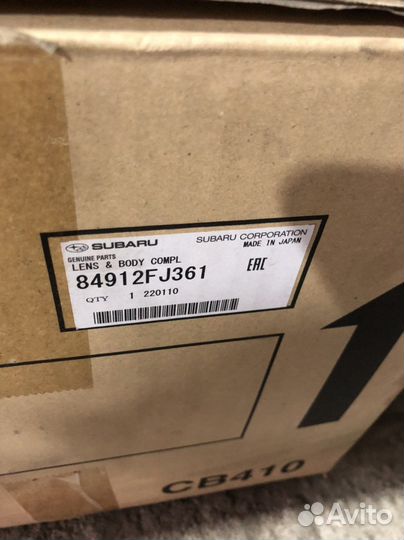 SUBARU SUBARU CORPORATION
GENUINE PARTS MADE IN JAPAN
LENS & BODY COMPL
84912FJ361 EAC
QTY 1 220110
CB410
Avito